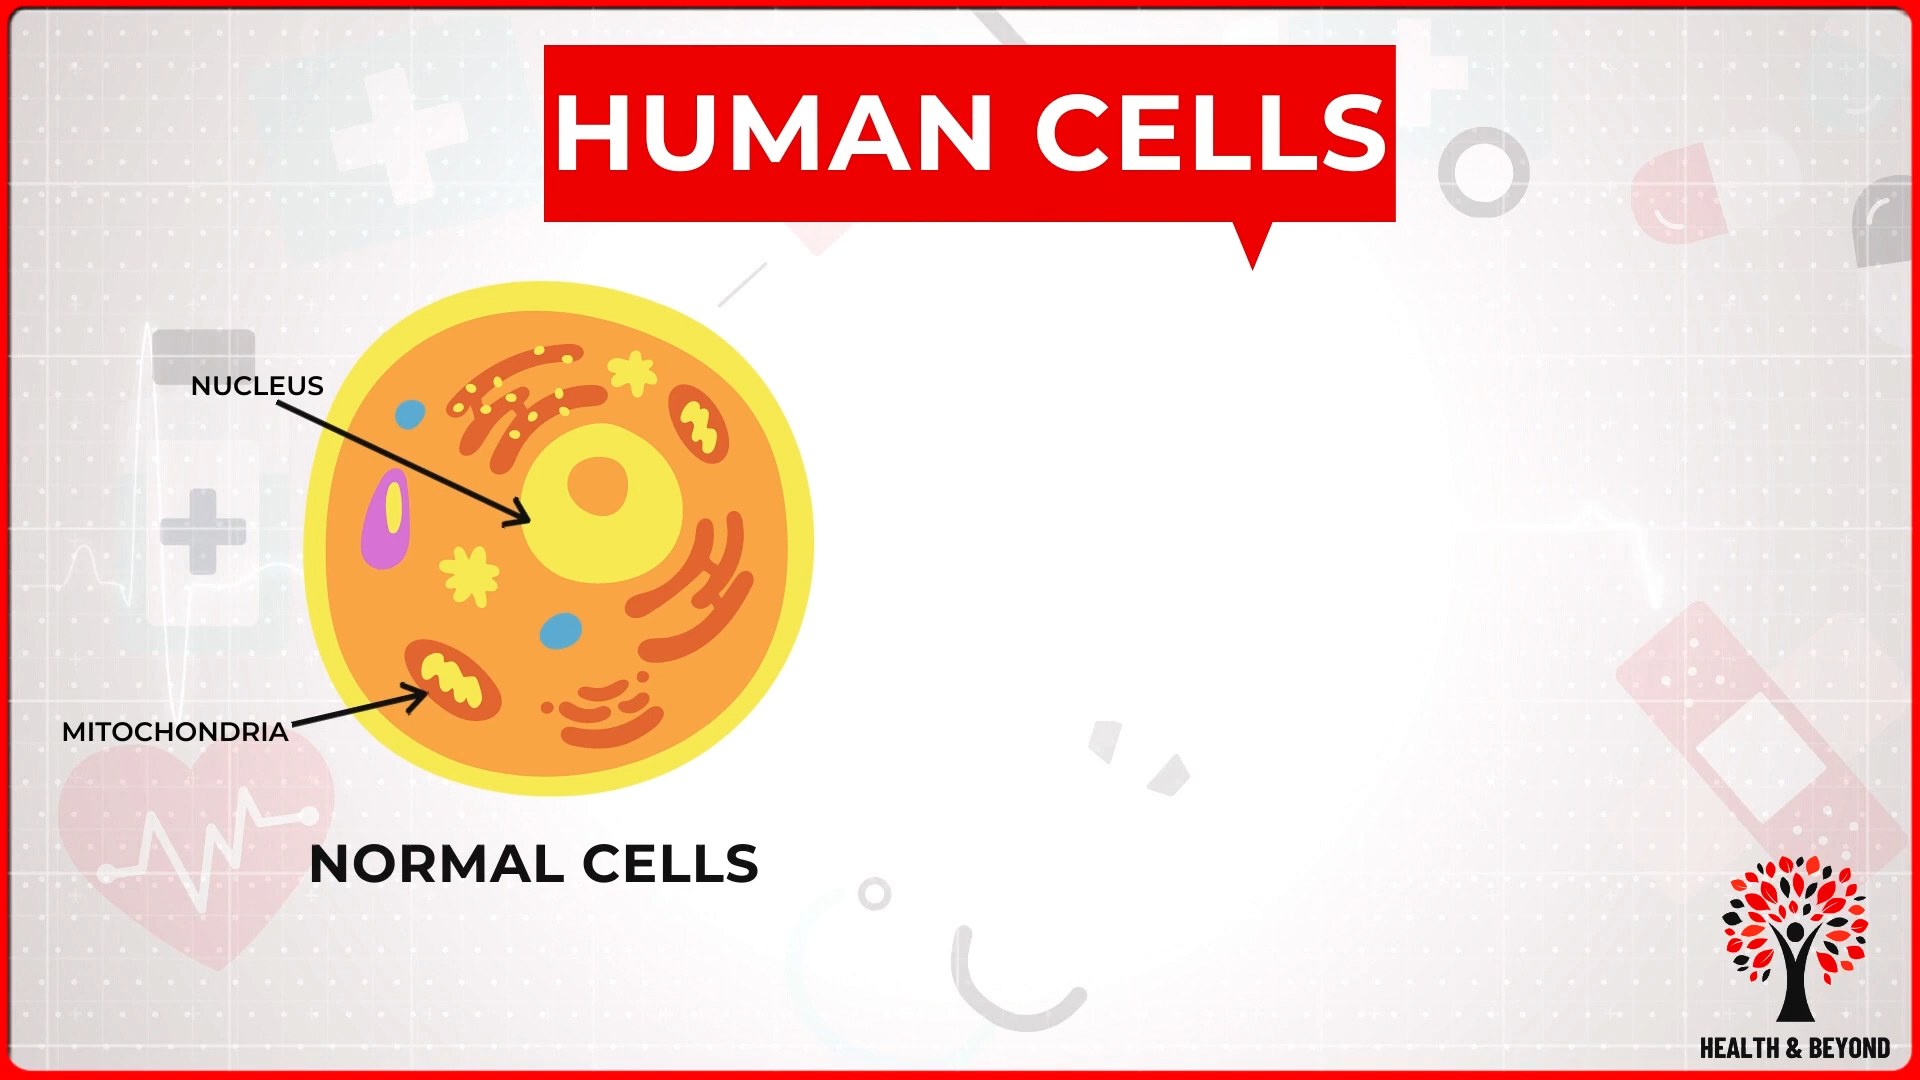 HUMAN CELLS
NUCLEUS
MITOCHONDRIA
NORMAL CELLS
HEALTH & BEYOND